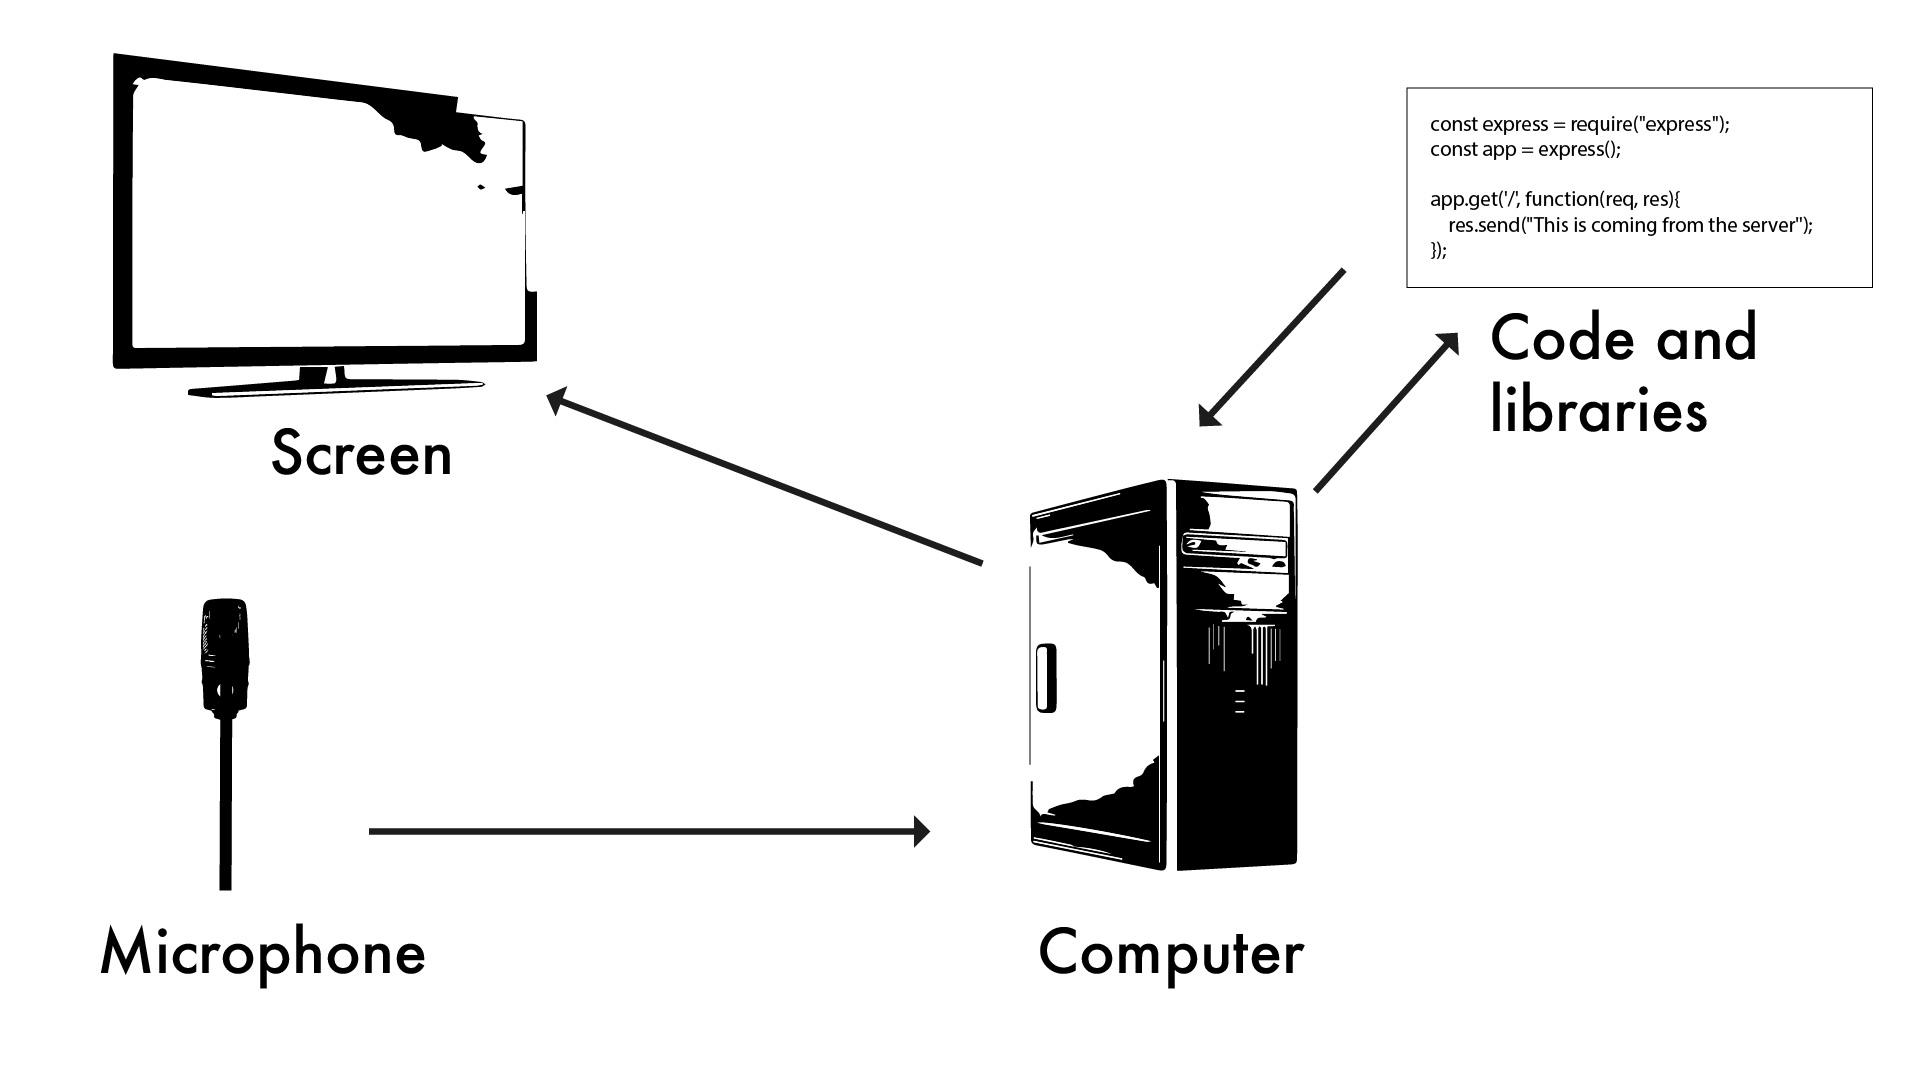 const express = require("express");
const app = express();
app.get('/', function(req, res){
res.send("This is coming from the server");
});
Code and
libraries
Screen
Microphone
Computer